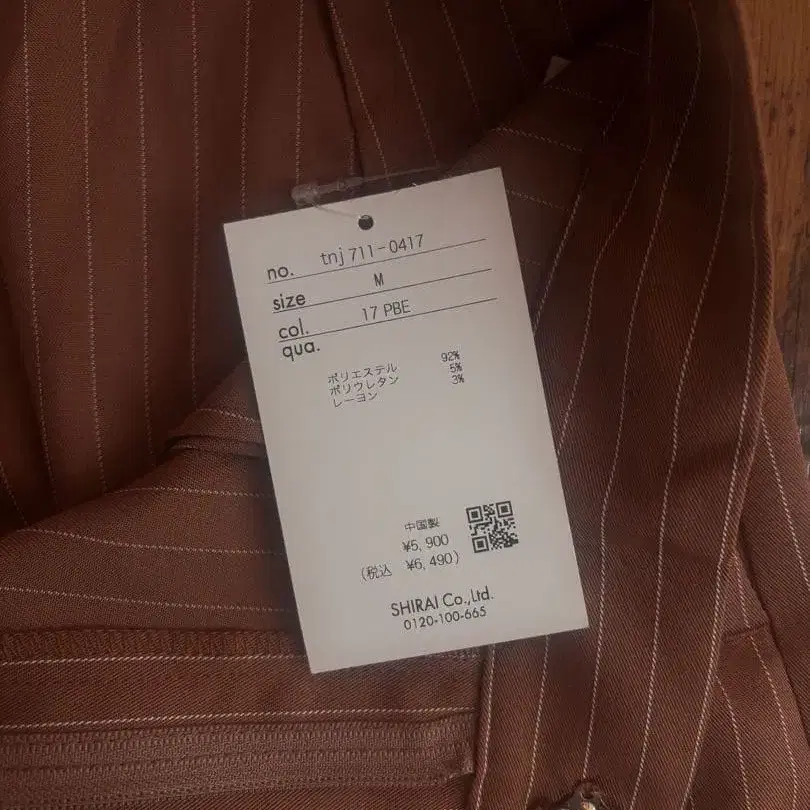 no. tnj 711-0417
size M
col. 17 PBE
qua.
ポリエステル 92%
ポリウレタン 5%
レーヨン 3%
中国製
¥5,900
(税込 ¥6,490)
SHIRAI Co.,Ltd.
0120-100-665